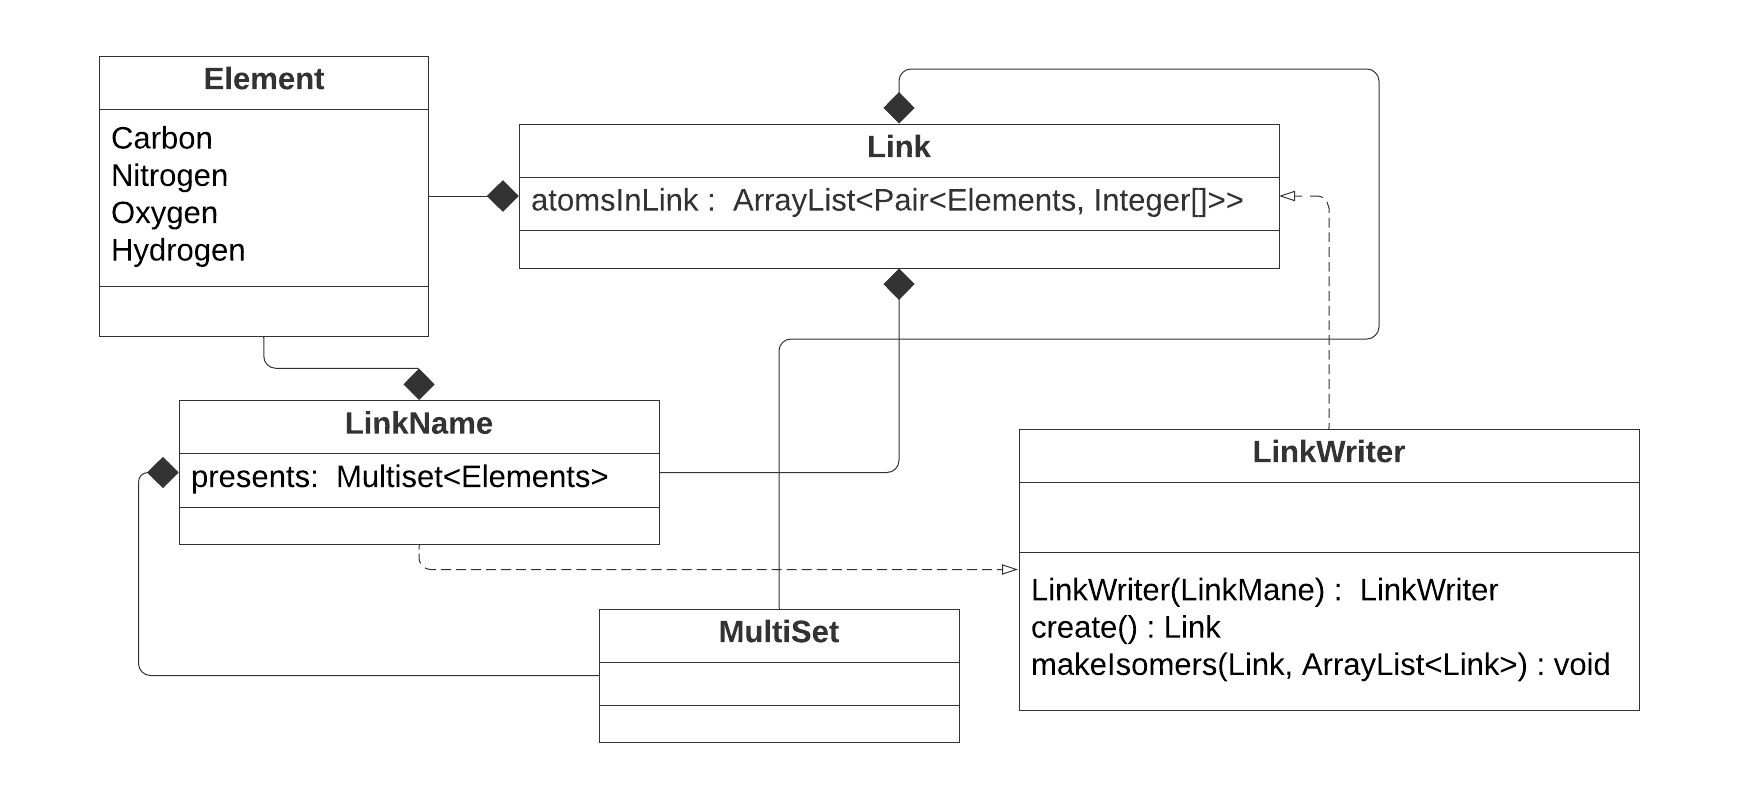 Element
Carbon
Nitrogen
Oxygen
Hydrogen
Link
atomsInLink :  ArrayList<Pair<Elements, Integer[]>>
LinkName
presents:  Multiset<Elements>
LinkWriter
LinkWriter(LinkMane) :  LinkWriter
create() : Link
makeIsomers(Link, ArrayList<Link>) : void
MultiSet